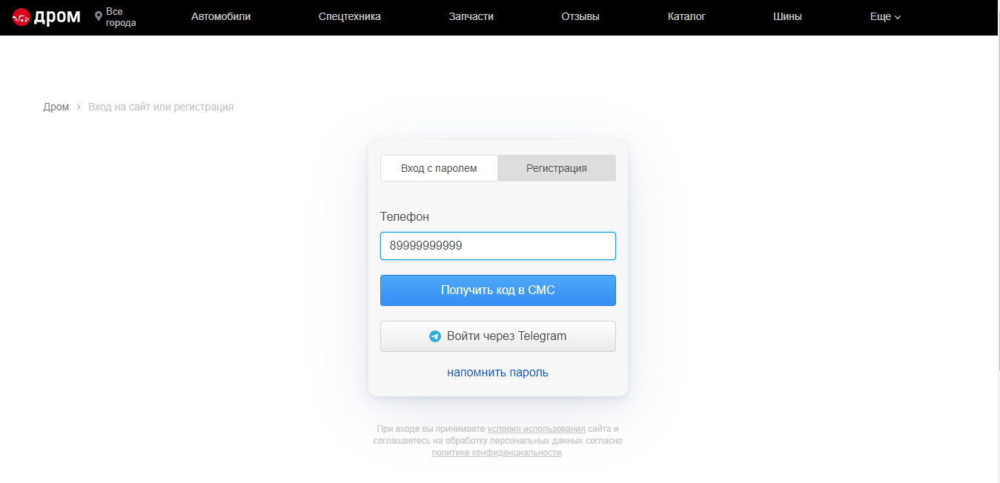 дром
Все
города
Автомобили
Спецтехника
Запчасти
Отзывы
Каталог
Шины
Еще
Дром > Вход на сайт или регистрация
Вход с паролем
Регистрация
Телефон
89999999999
Получить код в СМС
Войти через Telegram
напомнить пароль
При входе вы принимаете условия использования сайта и
соглашаетесь на обработку персональных данных согласно
политике конфиденциальности.